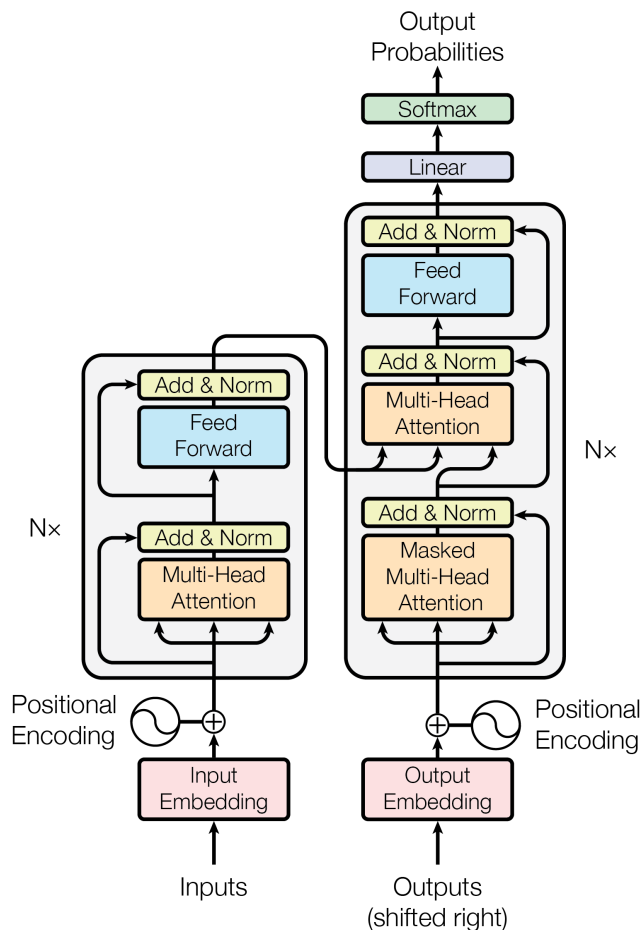 Output
Probabilities
Softmax
Linear
Add & Norm
Feed
Forward
Add & Norm
Multi-Head
Attention
Add & Norm
Masked
Multi-Head
Attention
N×
Add & Norm
Feed
Forward
Add & Norm
Multi-Head
Attention
N×
Positional
Encoding
Positional
Encoding
Input
Embedding
Output
Embedding
Inputs
Outputs
(shifted right)